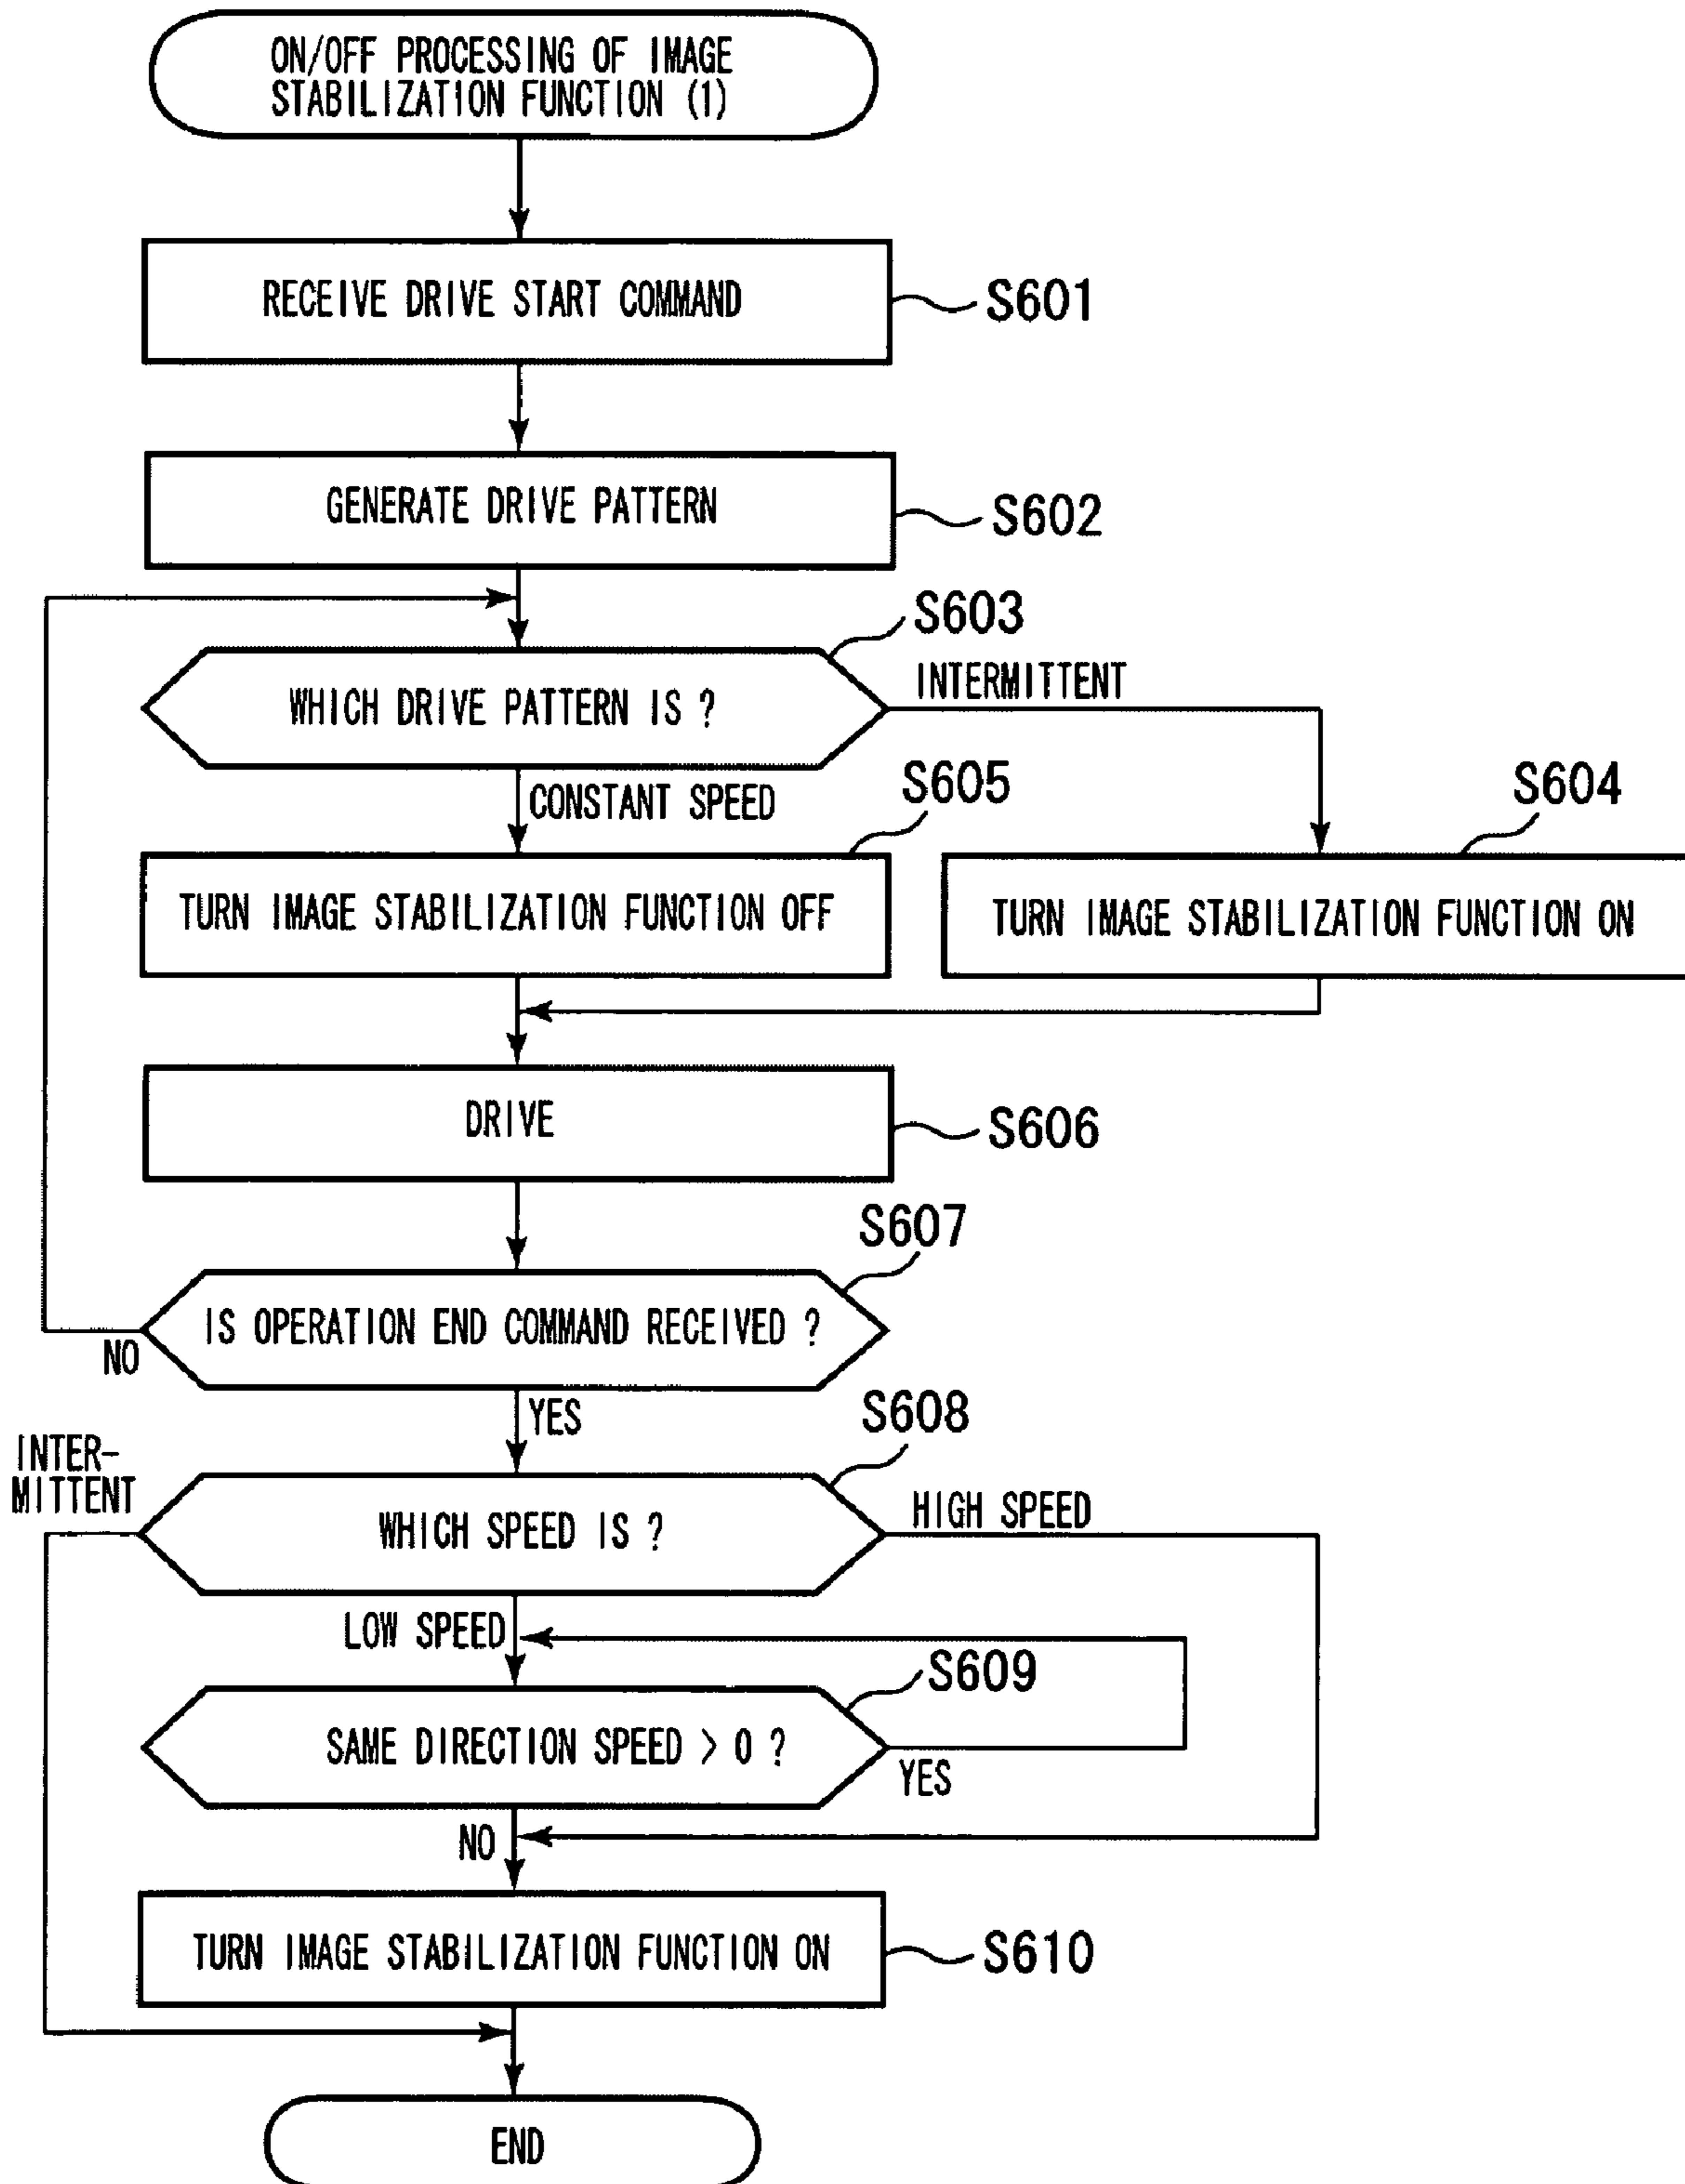 ON/OFF PROCESSING OF IMAGE
STABILIZATION FUNCTION (1)
RECEIVE DRIVE START COMMAND
S601
GENERATE DRIVE PATTERN
S602
S603
WHICH DRIVE PATTERN IS ?
INTERMITTENT
CONSTANT SPEED
S605
S604
TURN IMAGE STABILIZATION FUNCTION OFF
TURN IMAGE STABILIZATION FUNCTION ON
DRIVE
S606
S607
IS OPERATION END COMMAND RECEIVED ?
NO
YES
S608
INTER-
MITTENT
WHICH SPEED IS ?
HIGH SPEED
LOW SPEED
S609
SAME DIRECTION SPEED > 0 ?
YES
NO
TURN IMAGE STABILIZATION FUNCTION ON
S610
END